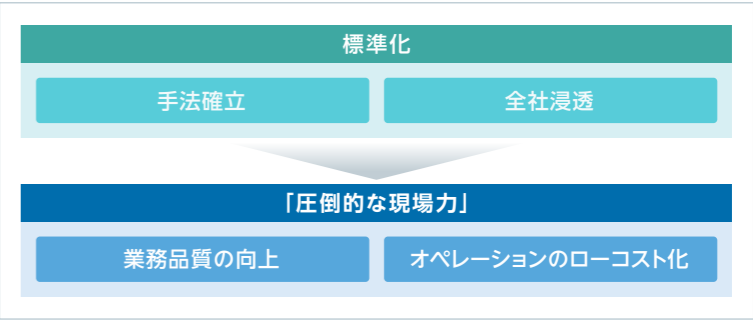 標準化
手法確立
全社浸透
「圧倒的な現場力」
業務品質の向上
オペレーションのローコスト化